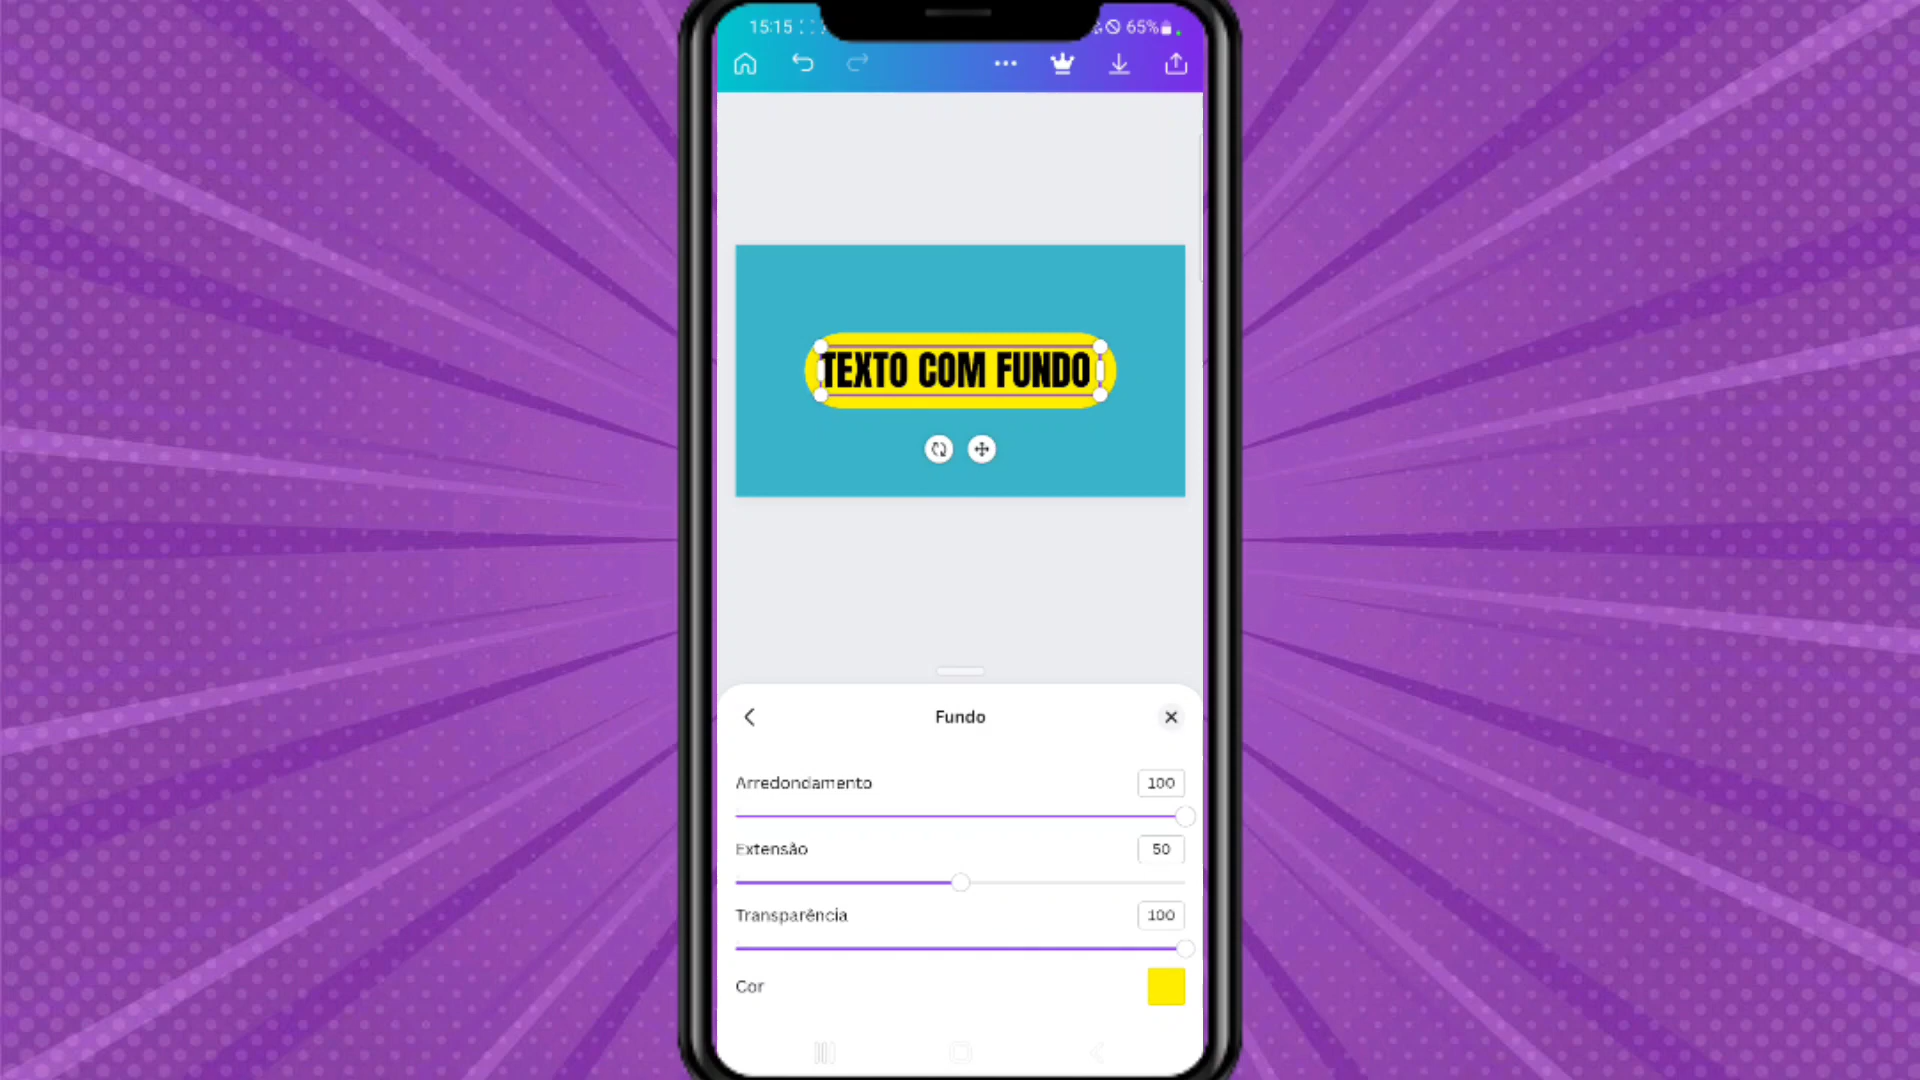 15:15
65%
TEXTO COM FUNDO
Fundo
Arredondamento 100
Extensão 50
Transparência 100
Cor